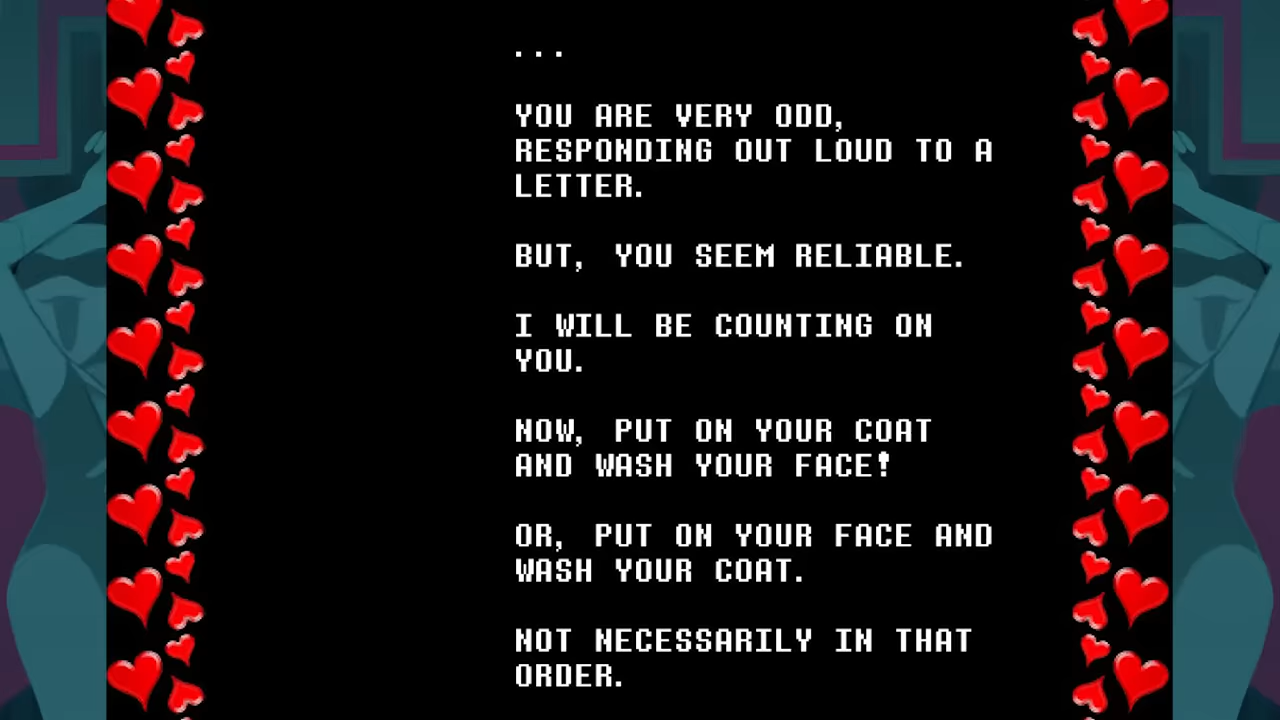 ...
YOU ARE VERY ODD,
RESPONDING OUT LOUD TO A
LETTER.
BUT, YOU SEEM RELIABLE.
I WILL BE COUNTING ON
YOU.
NOW, PUT ON YOUR COAT
AND WASH YOUR FACE!
OR, PUT ON YOUR FACE AND
WASH YOUR COAT.
NOT NECESSARILY IN THAT
ORDER.